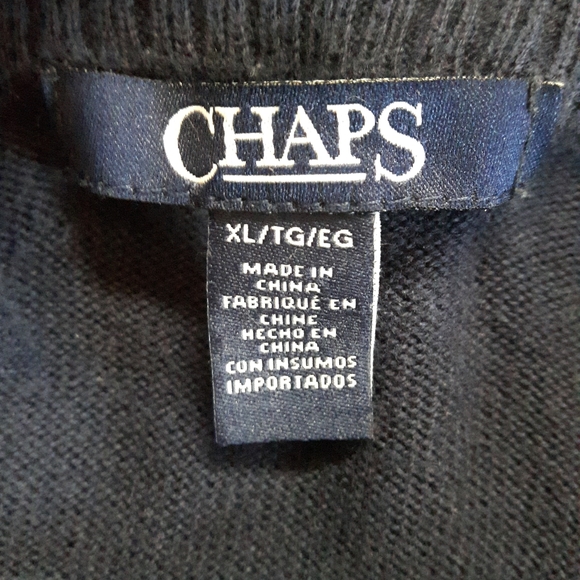 CHAPS
XL/TG/EG
MADE IN
CHINA
FABRIQUÉ EN
CHINE
HECHO EN
CHINA
CON INSUMOS
IMPORTADOS